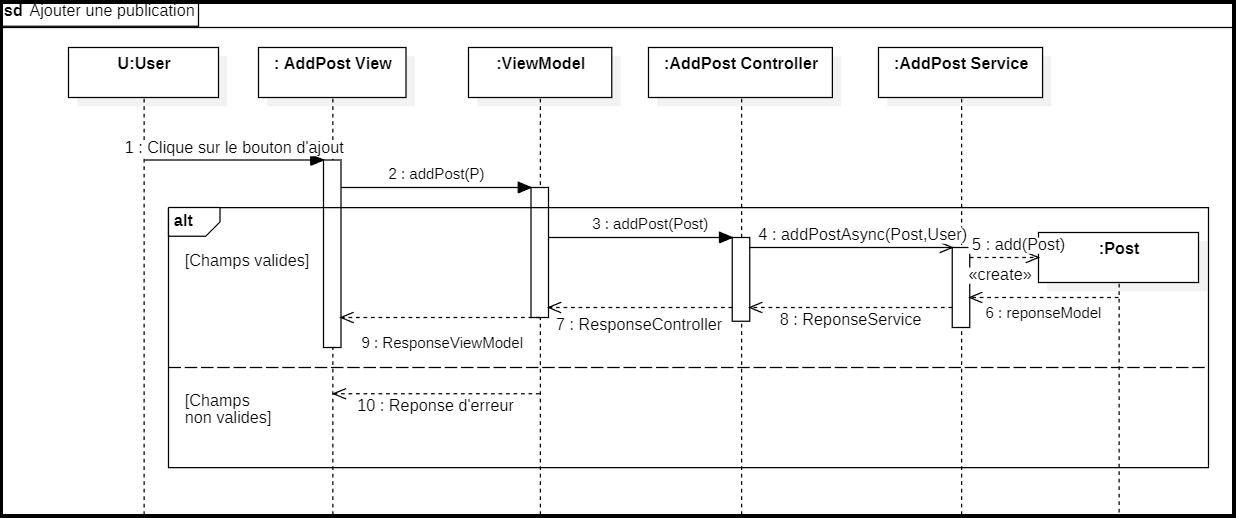 sd Ajouter une publication
U:User
: AddPost View
:ViewModel
:AddPost Controller
:AddPost Service
1 : Clique sur le bouton d'ajout
2 : addPost(P)
alt
3 : addPost(Post)
4 : addPostAsync(Post,User)
5 : add(Post)
:Post
[Champs valides]
«create»
6 : reponseModel
7 : ResponseController
8 : ReponseService
9 : ResponseViewModel
[Champs
non valides]
10 : Reponse d'erreur